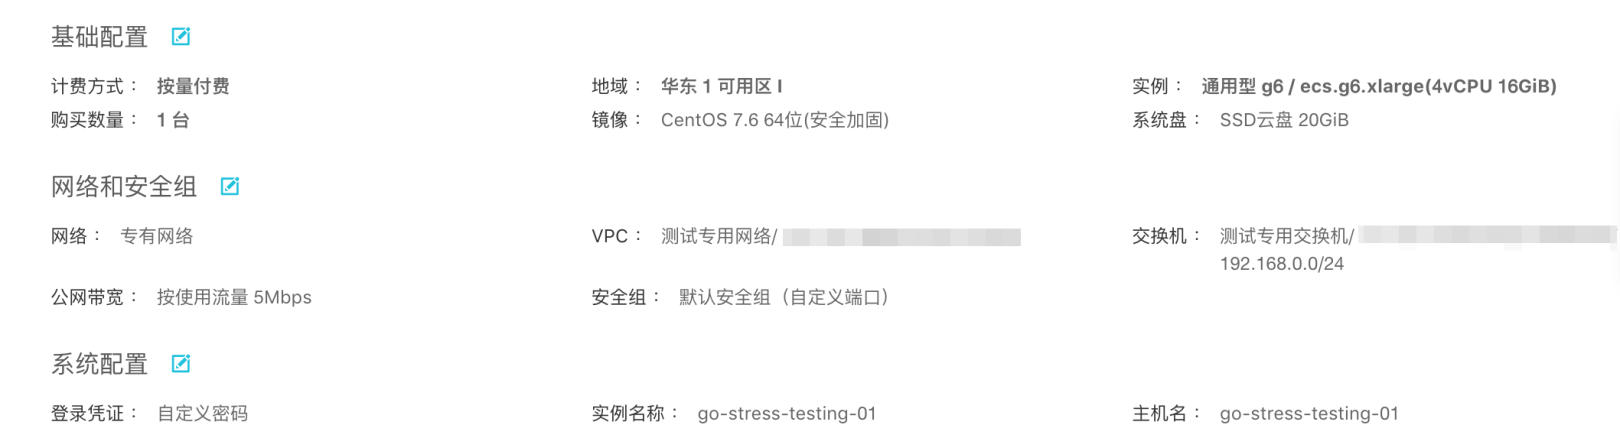 基础配置
计费方式： 按量付费
地域： 华东 1 可用区 I
实例： 通用型 g6 / ecs.g6.xlarge(4vCPU 16GiB)
购买数量： 1 台
镜像： CentOS 7.6 64位(安全加固)
系统盘： SSD云盘 20GiB
网络和安全组
网络： 专有网络
VPC： 测试专用网络/
交换机： 测试专用交换机/
192.168.0.0/24
公网带宽： 按使用流量 5Mbps
安全组： 默认安全组（自定义端口）
系统配置
登录凭证： 自定义密码
实例名称： go-stress-testing-01
主机名： go-stress-testing-01